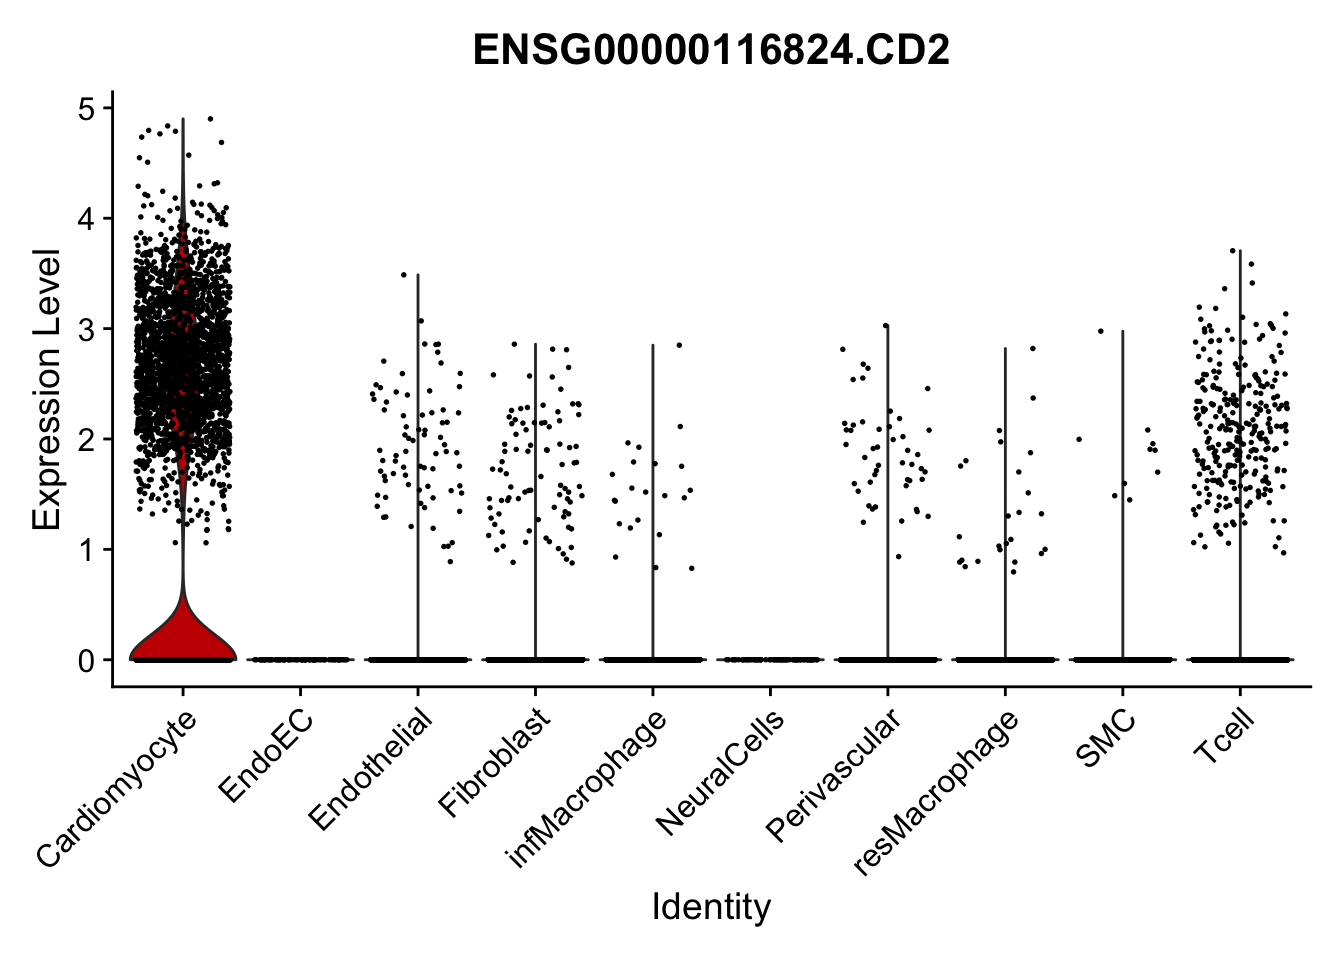 ENSG00000116824.CD2
Expression Level
5
4
3
2
1
0
Cardiomyocyte
EndoEC
Endothelial
Fibroblast
infMacrophage
NeuralCells
Perivascular
resMacrophage
SMC
Tcell
Identity